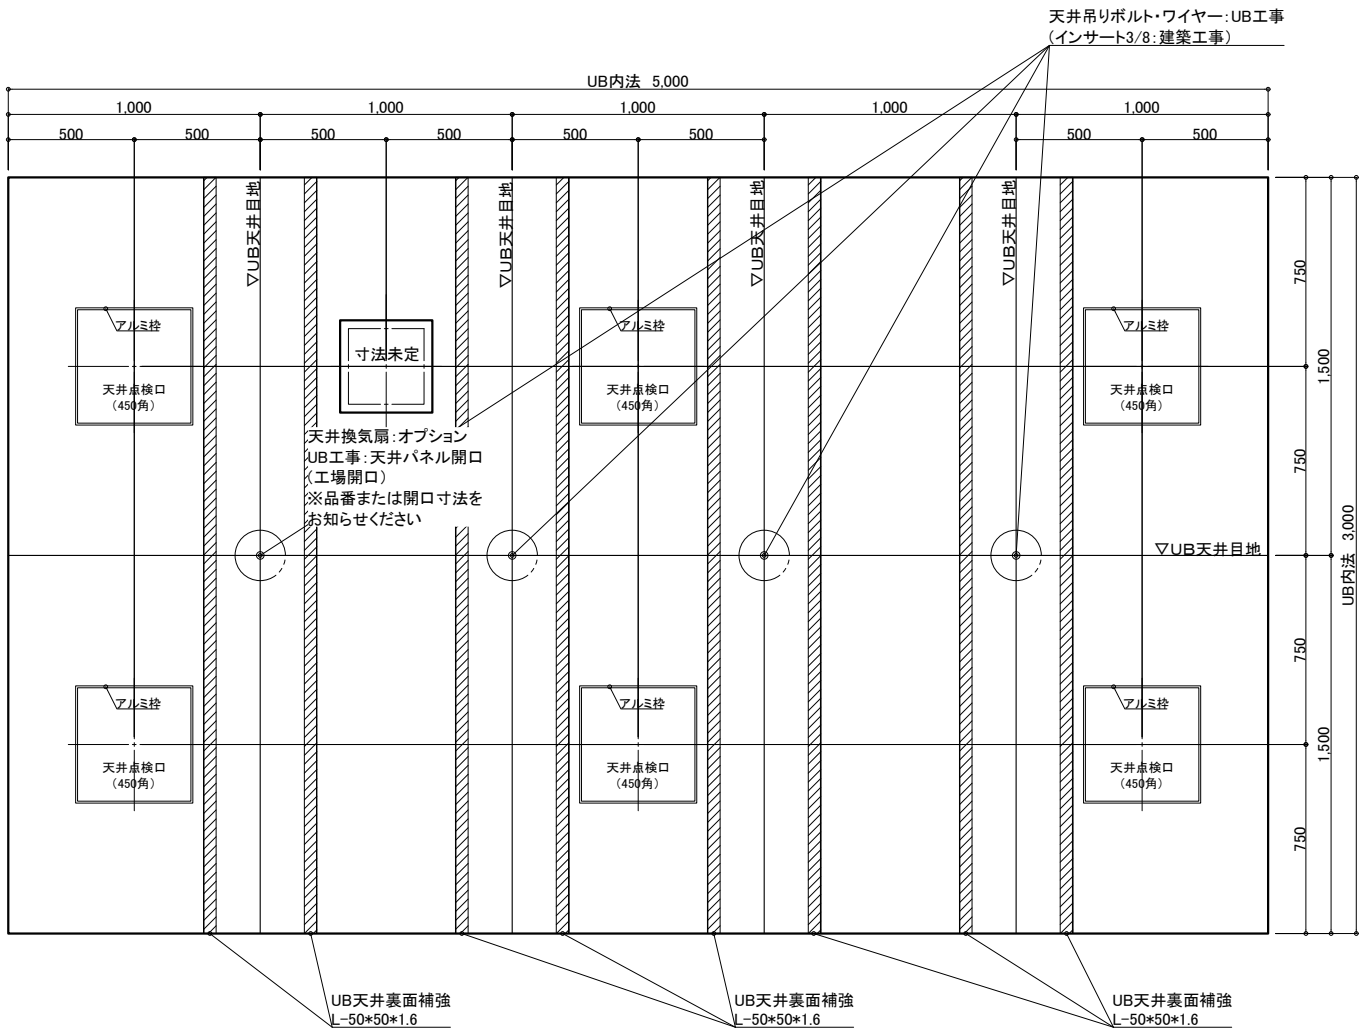 天井吊りボルト・ワイヤー:UB工事
(インサート3/8:建築工事)
UB内法 5,000
1,000
1,000
1,000
1,000
1,000
500
500
500
500
500
500
500
500
▽UB天井目地
▽UB天井目地
▽UB天井目地
▽UB天井目地
750
1,500
750
UB内法 3,000
750
1,500
750
アルミ枠
天井点検口
(450角)
寸法未定
アルミ枠
天井点検口
(450角)
アルミ枠
天井点検口
(450角)
天井換気扇:オプション
UB工事:天井パネル開口
(工場開口)
※品番または開口寸法を
お知らせください
▽UB天井目地
アルミ枠
天井点検口
(450角)
アルミ枠
天井点検口
(450角)
アルミ枠
天井点検口
(450角)
UB天井裏面補強
L-50*50*1.6
UB天井裏面補強
L-50*50*1.6
UB天井裏面補強
L-50*50*1.6